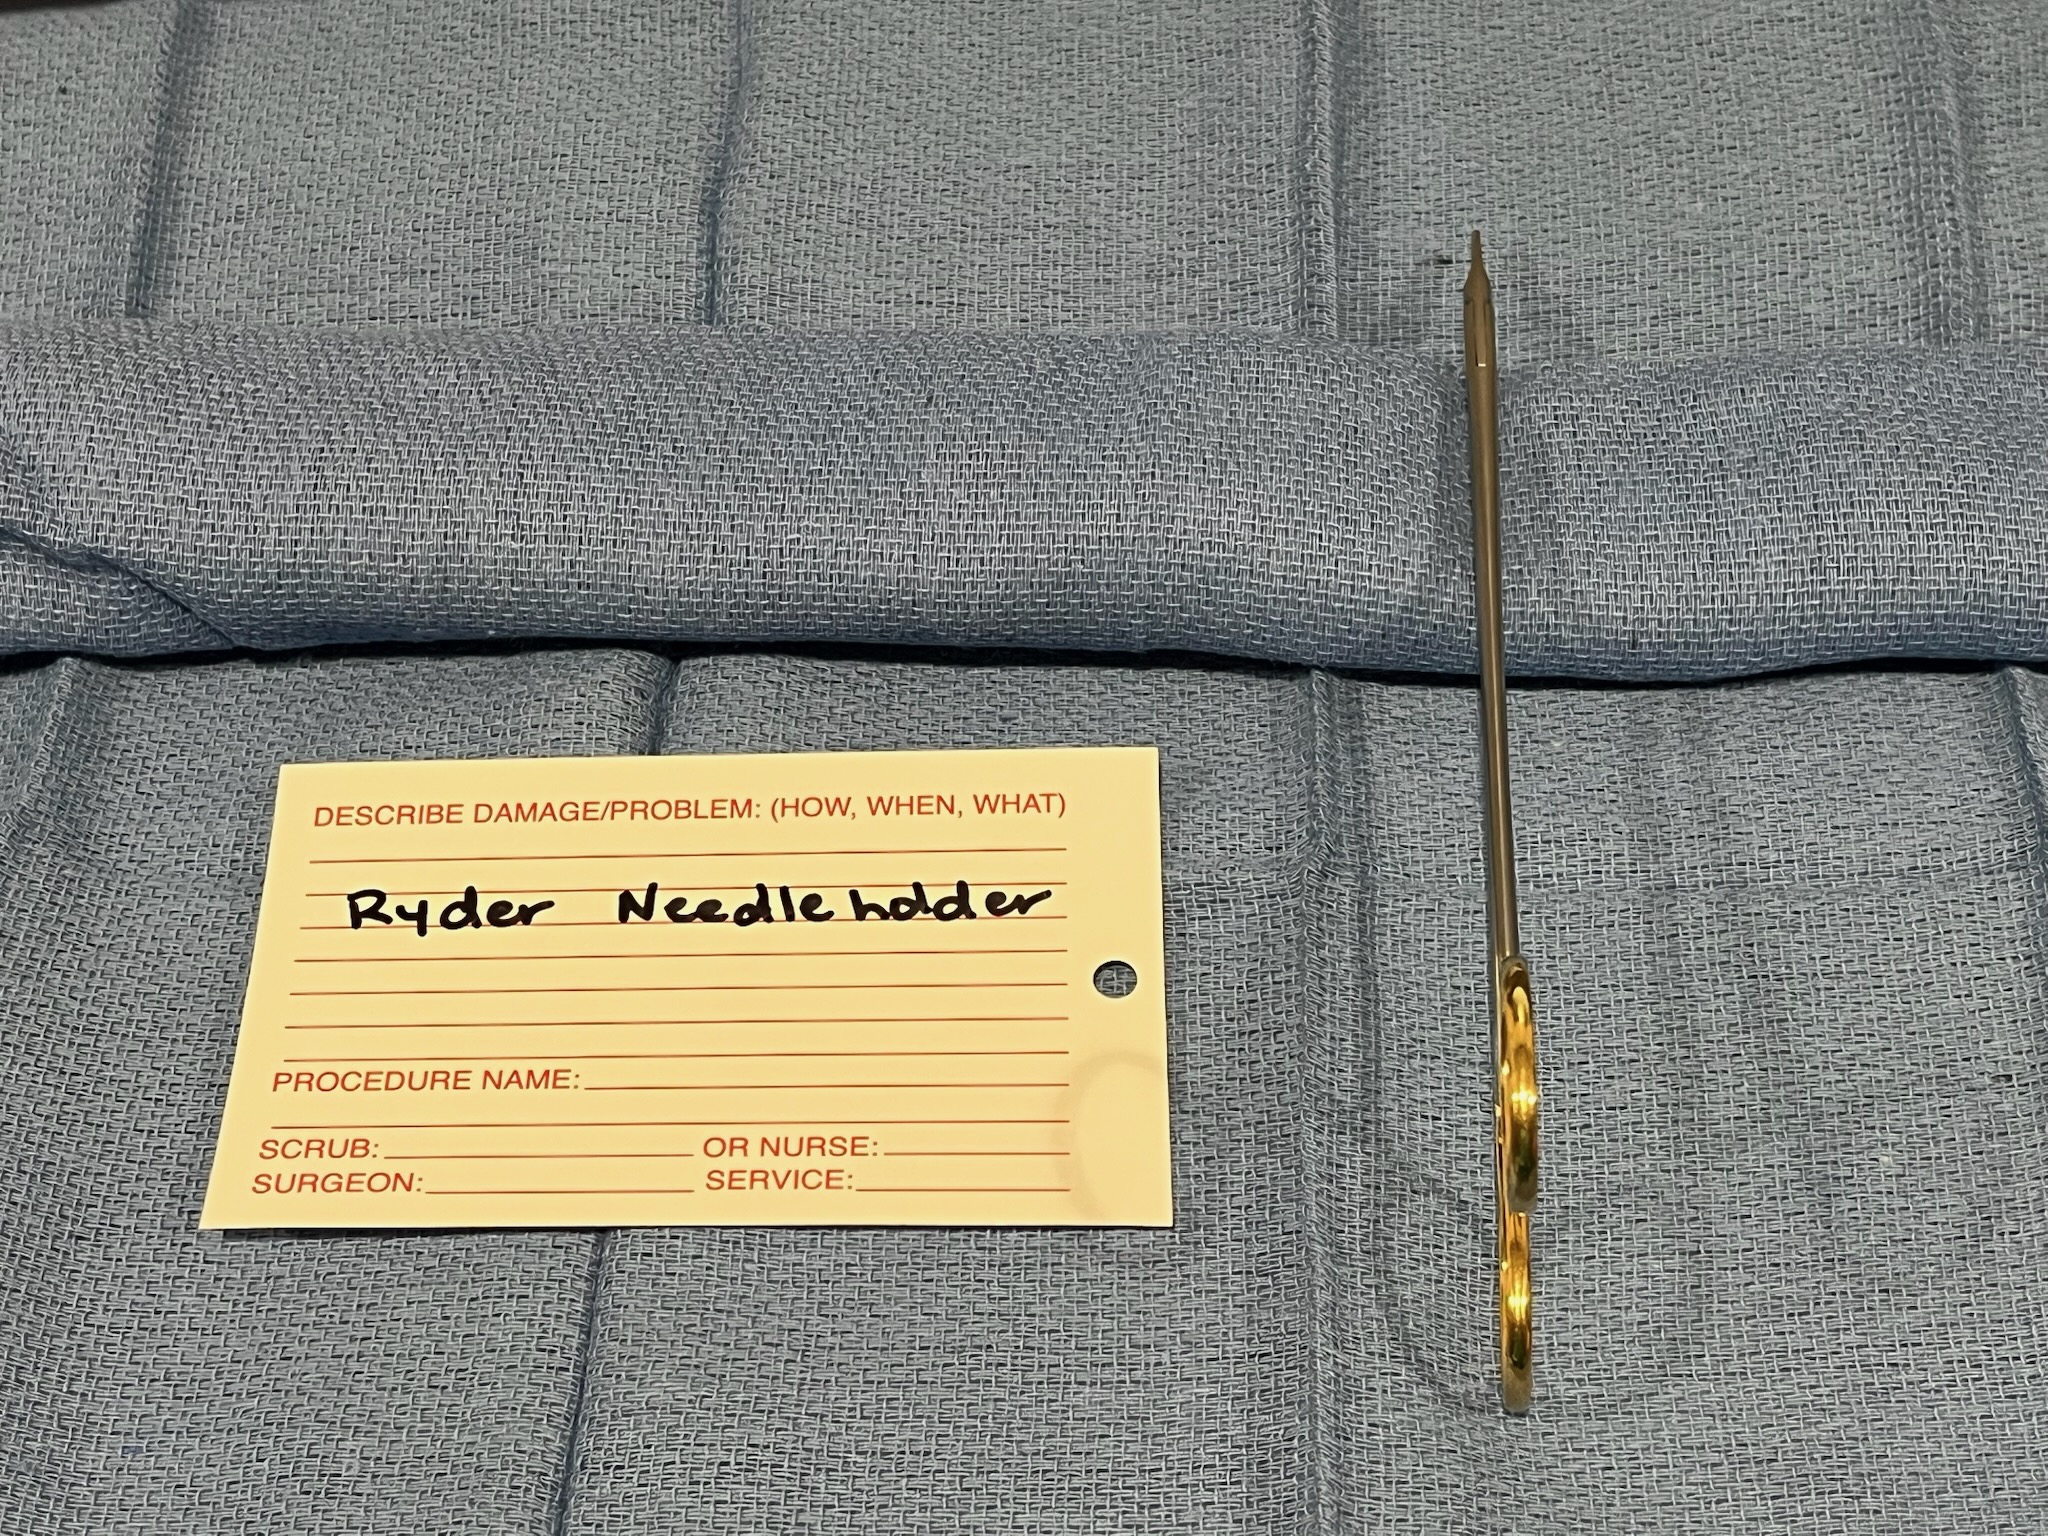 DESCRIBE DAMAGE/PROBLEM: (HOW, WHEN, WHAT)
Ryder Needleholder
PROCEDURE NAME:
SCRUB: OR NURSE:
SURGEON: SERVICE: